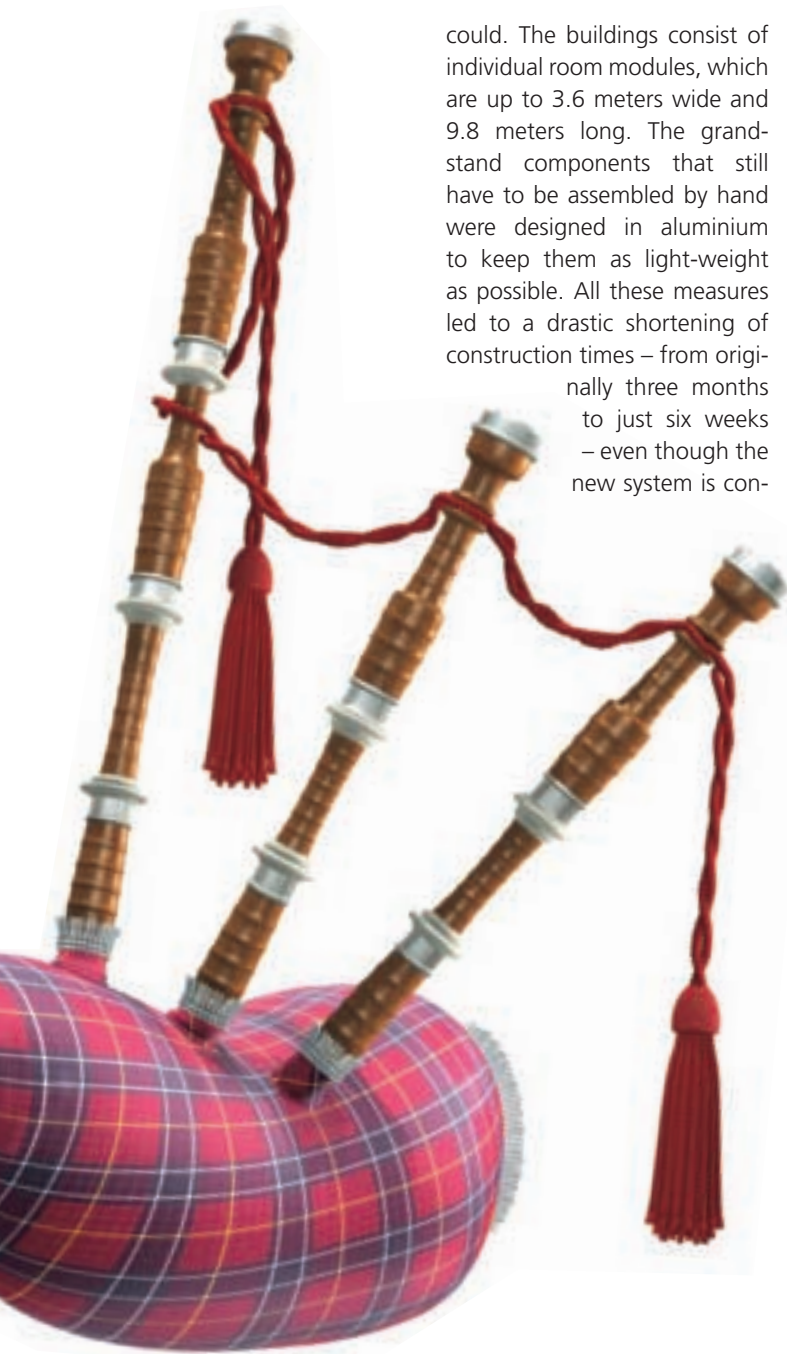 could. The buildings consist of
individual room modules, which
are up to 3.6 meters wide and
9.8 meters long. The grand-
stand components that still
have to be assembled by hand
were designed in aluminium
to keep them as light-weight
as possible. All these measures
led to a drastic shortening of
construction times – from origi-
nally three months
to just six weeks
– even though the
new system is con-